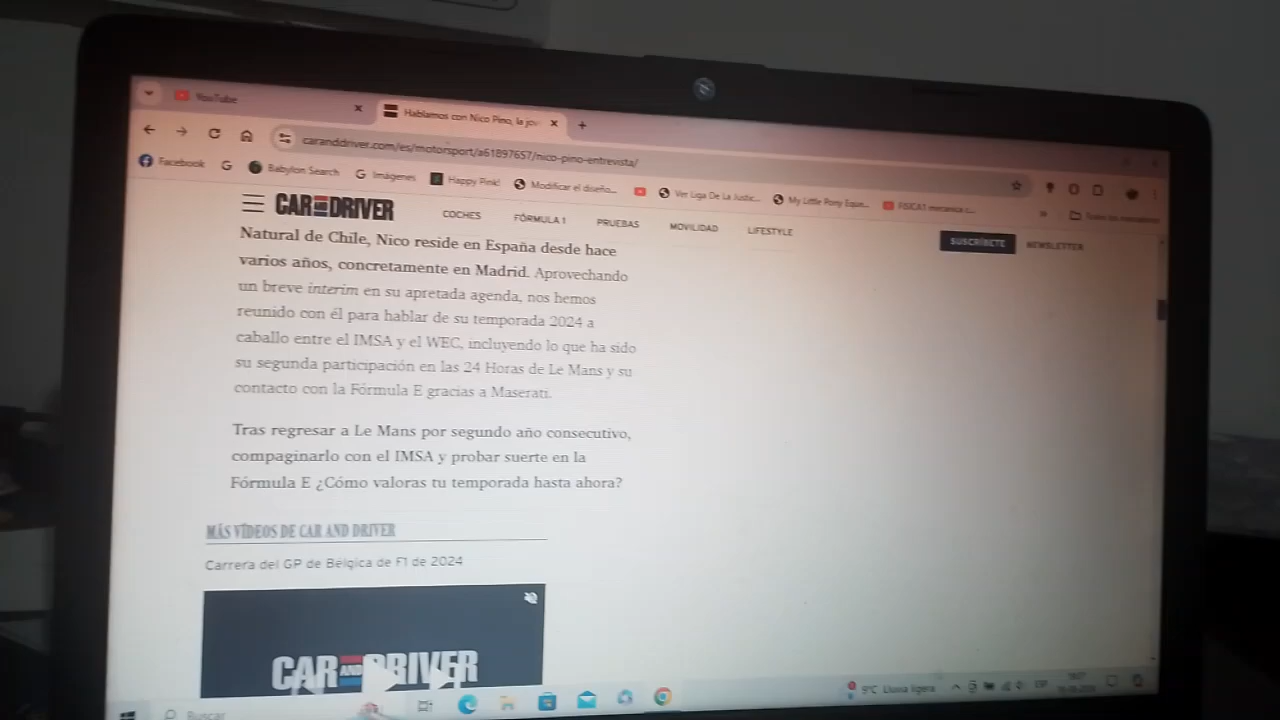 YouTube
Hablamos con Nico Pino, la jo
caranddriver.com/es/motorsport/a61897657/nico-pino-entrevista/
Facebook
Babylon Search
Imágenes
Happy Pink!
Modificar el diseño...
Ver Liga De La Justic...
My Little Pony Eque...
Todos los marcadores
CAR AND DRIVER
COCHES
FÓRMULA 1
PRUEBAS
MOVILIDAD
LIFESTYLE
SUSCRÍBETE
NEWSLETTER
Natural de Chile, Nico reside en España desde hace
varios años, concretamente en Madrid. Aprovechando
un breve interim en su apretada agenda, nos hemos
reunido con él para hablar de su temporada 2024 a
caballo entre el IMSA y el WEC, incluyendo lo que ha sido
su segunda participación en las 24 Horas de Le Mans y su
contacto con la Fórmula E gracias a Maserati.
Tras regresar a Le Mans por segundo año consecutivo,
compaginarlo con el IMSA y probar suerte en la
Fórmula E ¿Cómo valoras tu temporada hasta ahora?
MÁS VÍDEOS DE CAR AND DRIVER
Carrera del GP de Bélgica de F1 de 2024
CAR AND DRIVER
Buscar
9°C Lluvia ligera
ESP